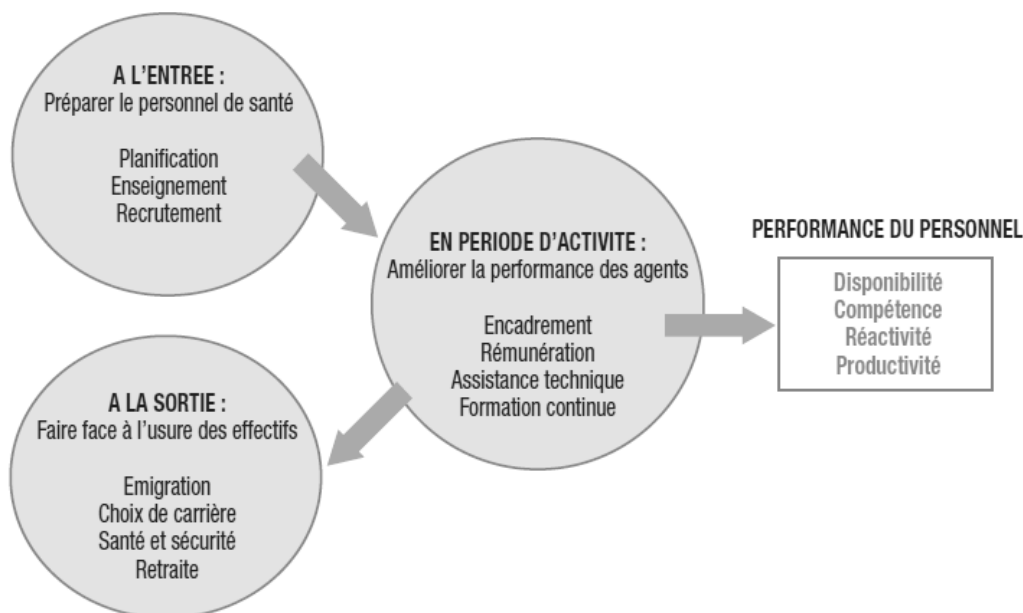 A L'ENTREE :
Préparer le personnel de santé
Planification
Enseignement
Recrutement
EN PERIODE D'ACTIVITE :
Améliorer la performance des agents
Encadrement
Rémunération
Assistance technique
Formation continue
PERFORMANCE DU PERSONNEL
Disponibilité
Compétence
Réactivité
Productivité
A LA SORTIE :
Faire face à l'usure des effectifs
Emigration
Choix de carrière
Santé et sécurité
Retraite